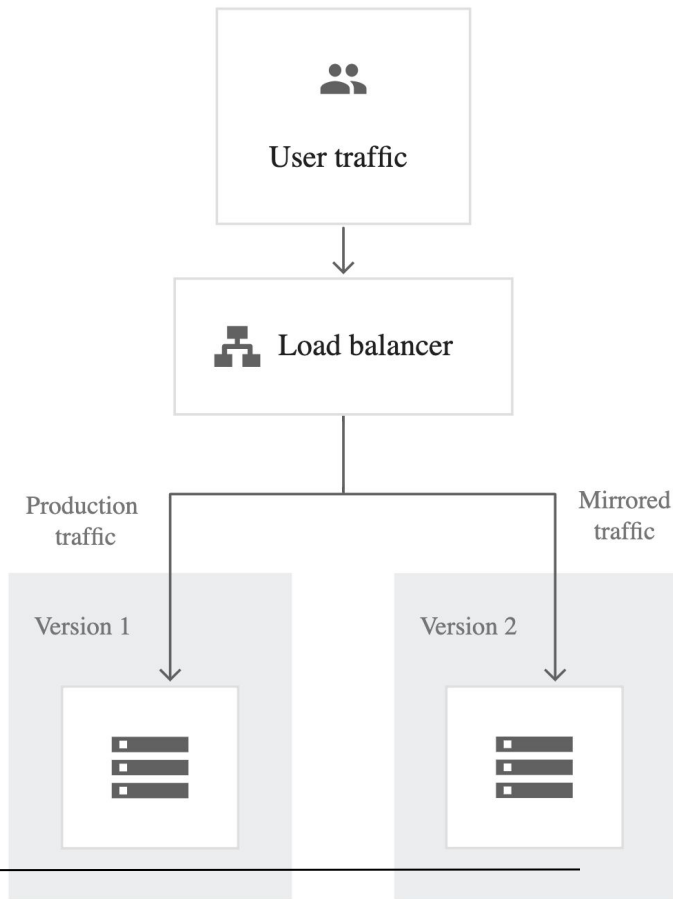 User traffic
Load balancer
Production
traffic
Mirrored
traffic
Version 1
Version 2